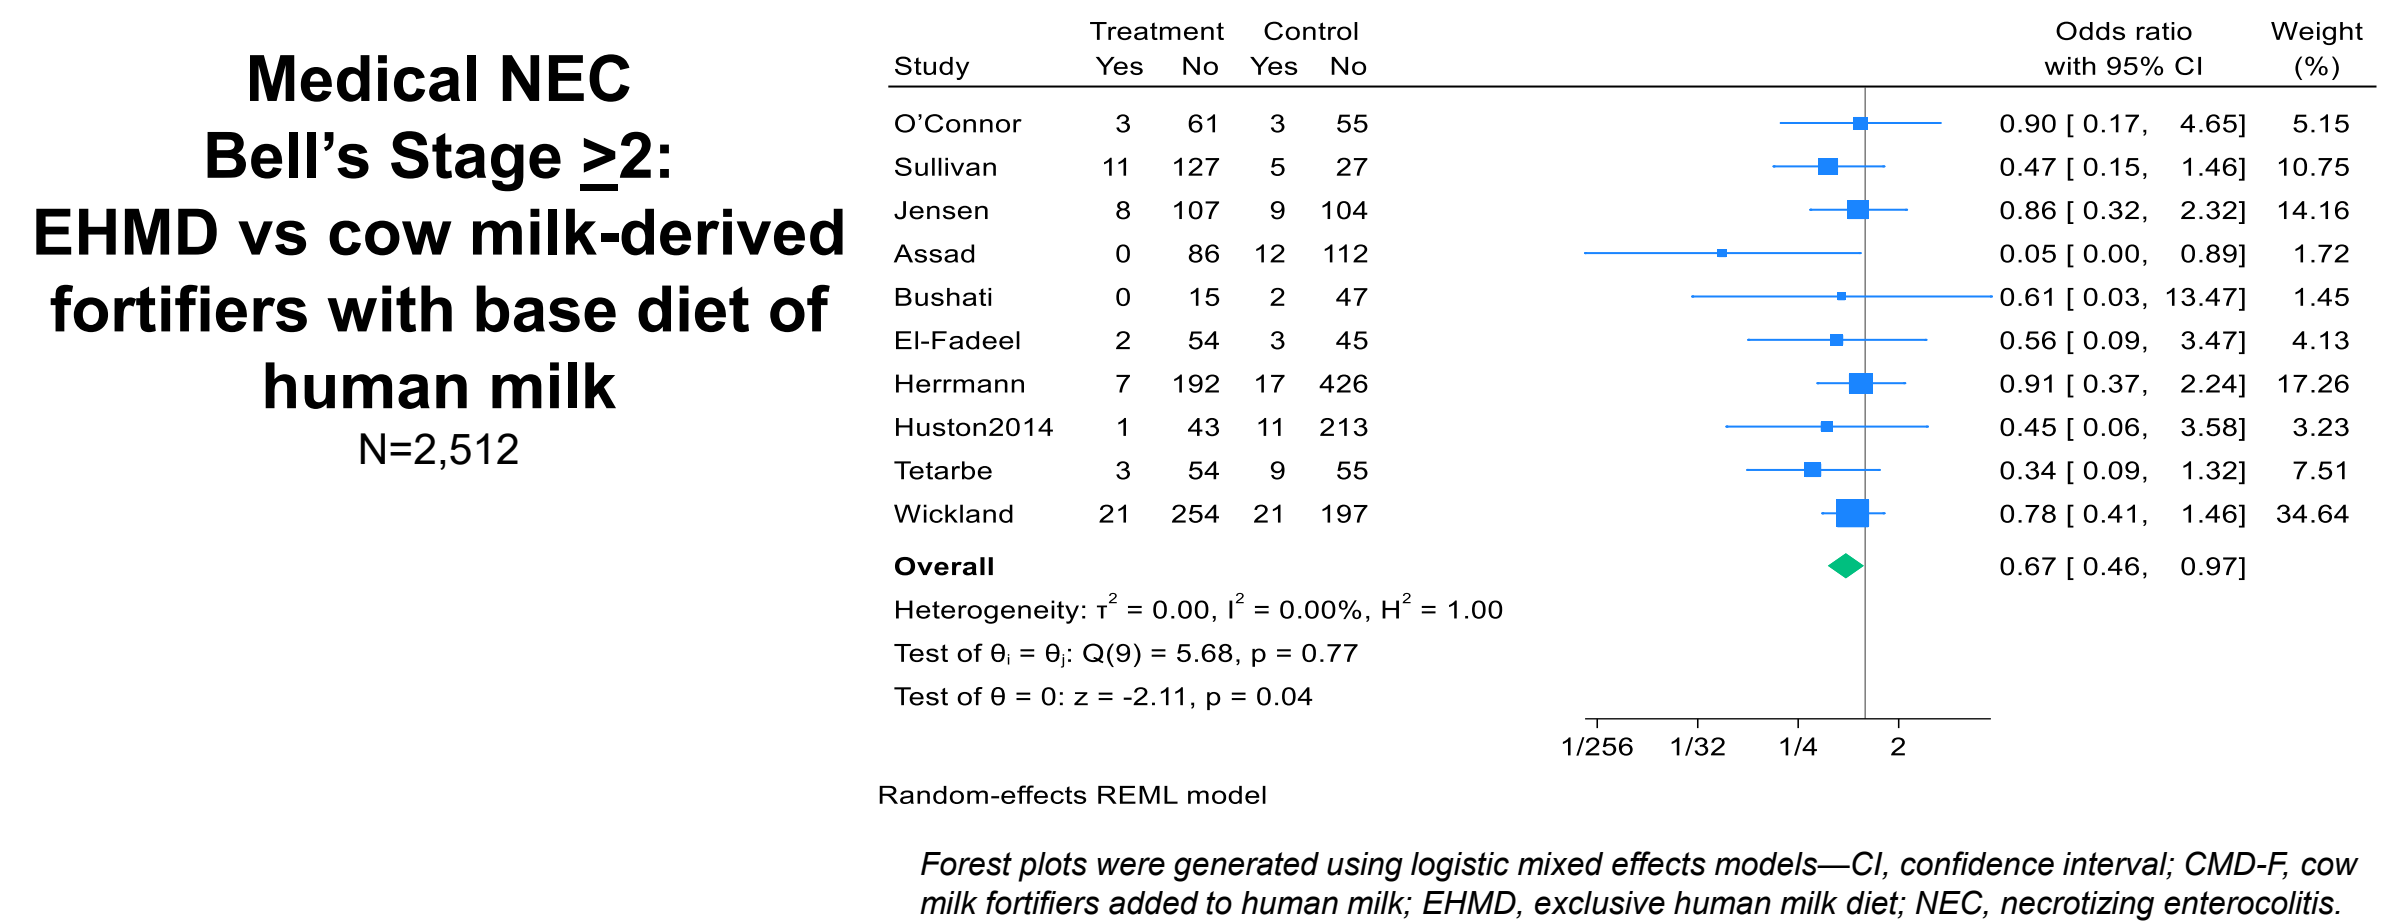 Medical NEC
Bell’s Stage >2:
EHMD vs cow milk-derived
fortifiers with base diet of
human milk
N=2,512
Treatment Control Odds ratio Weight
Study Yes No Yes No with 95% CI (%)
O’Connor 3 61 3 55 0.90 [ 0.17, 4.65] 5.15
Sullivan 11 127 5 27 0.47 [ 0.15, 1.46] 10.75
Jensen 8 107 9 104 0.86 [ 0.32, 2.32] 14.16
Assad 0 86 12 112 0.05 [ 0.00, 0.89] 1.72
Bushati 0 15 2 47 0.61 [ 0.03, 13.47] 1.45
El-Fadeel 2 54 3 45 0.56 [ 0.09, 3.47] 4.13
Herrmann 7 192 17 426 0.91 [ 0.37, 2.24] 17.26
Huston2014 1 43 11 213 0.45 [ 0.06, 3.58] 3.23
Tetarbe 3 54 9 55 0.34 [ 0.09, 1.32] 7.51
Wickland 21 254 21 197 0.78 [ 0.41, 1.46] 34.64
Overall 0.67 [ 0.46, 0.97]
Heterogeneity: τ² = 0.00, I² = 0.00%, H² = 1.00
Test of θᵢ = θⱼ: Q(9) = 5.68, p = 0.77
Test of θ = 0: z = -2.11, p = 0.04
1/256 1/32 1/4 2
Random-effects REML model
Forest plots were generated using logistic mixed effects models—CI, confidence interval; CMD-F, cow
milk fortifiers added to human milk; EHMD, exclusive human milk diet; NEC, necrotizing enterocolitis.